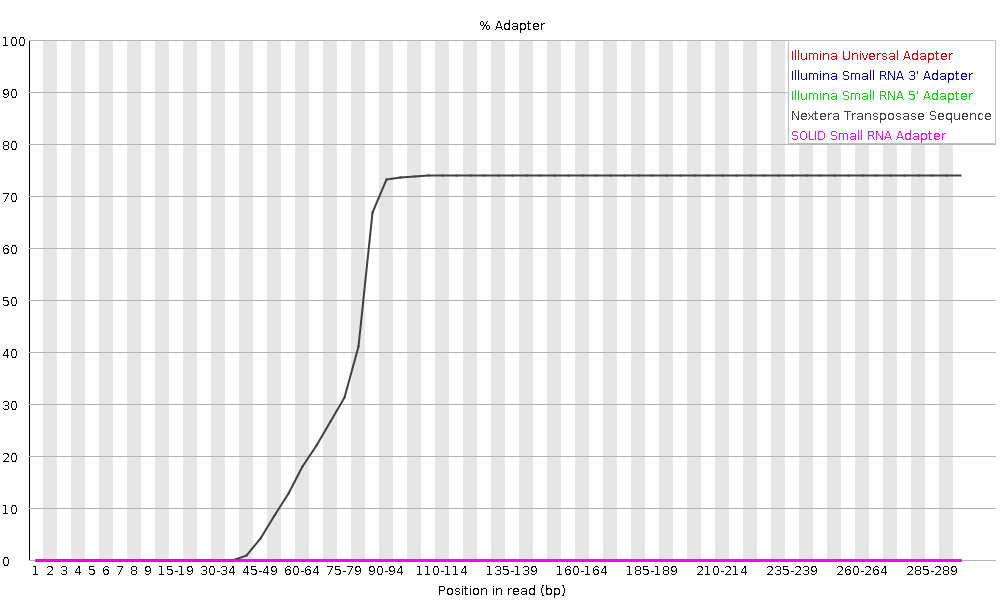 % Adapter
100
90
80
70
60
50
40
30
20
10
0
Illumina Universal Adapter
Illumina Small RNA 3' Adapter
Illumina Small RNA 5' Adapter
Nextera Transposase Sequence
SOLID Small RNA Adapter
1 2 3 4 5 6 7 8 9 15-19 30-34 45-49 60-64 75-79 90-94 110-114 135-139 160-164 185-189 210-214 235-239 260-264 285-289
Position in read (bp)